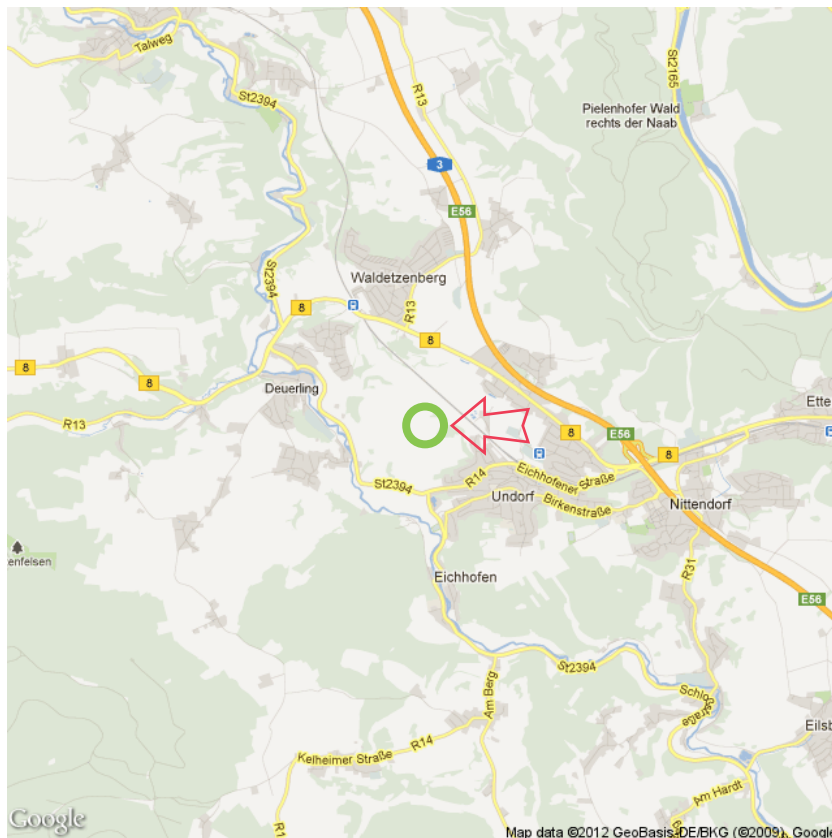 Talweg
St2394
R13
St2165
Pielenhofer Wald
rechts der Naab
3
E56
Waldetzenberg
St2394
8
R13
8
8
8
Deuerling
R13
Ette
8
E56
8
Eichhofener Straße
R14
St2394
Undorf
Birkenstraße
Nittendorf
enfelsen
Eichhofen
R31
E56
St2394
Am Berg
Schloßstraße
Eilsb
R14
Kelheimer Straße
Am Hardt
R1
Google
Map data ©2012 GeoBasis-DE/BKG (©2009), Google